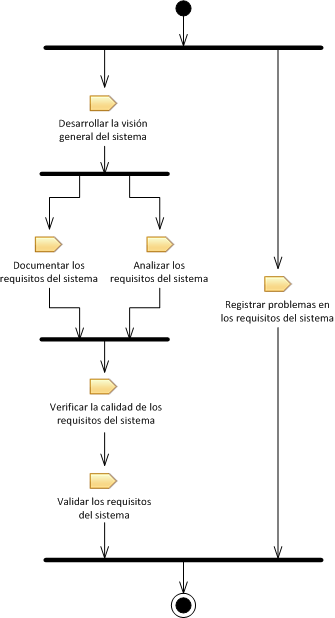 Desarrollar la visión
general del sistema
Documentar los
requisitos del sistema
Analizar los
requisitos del sistema
Registrar problemas en
los requisitos del sistema
Verificar la calidad de los
requisitos del sistema
Validar los requisitos
del sistema